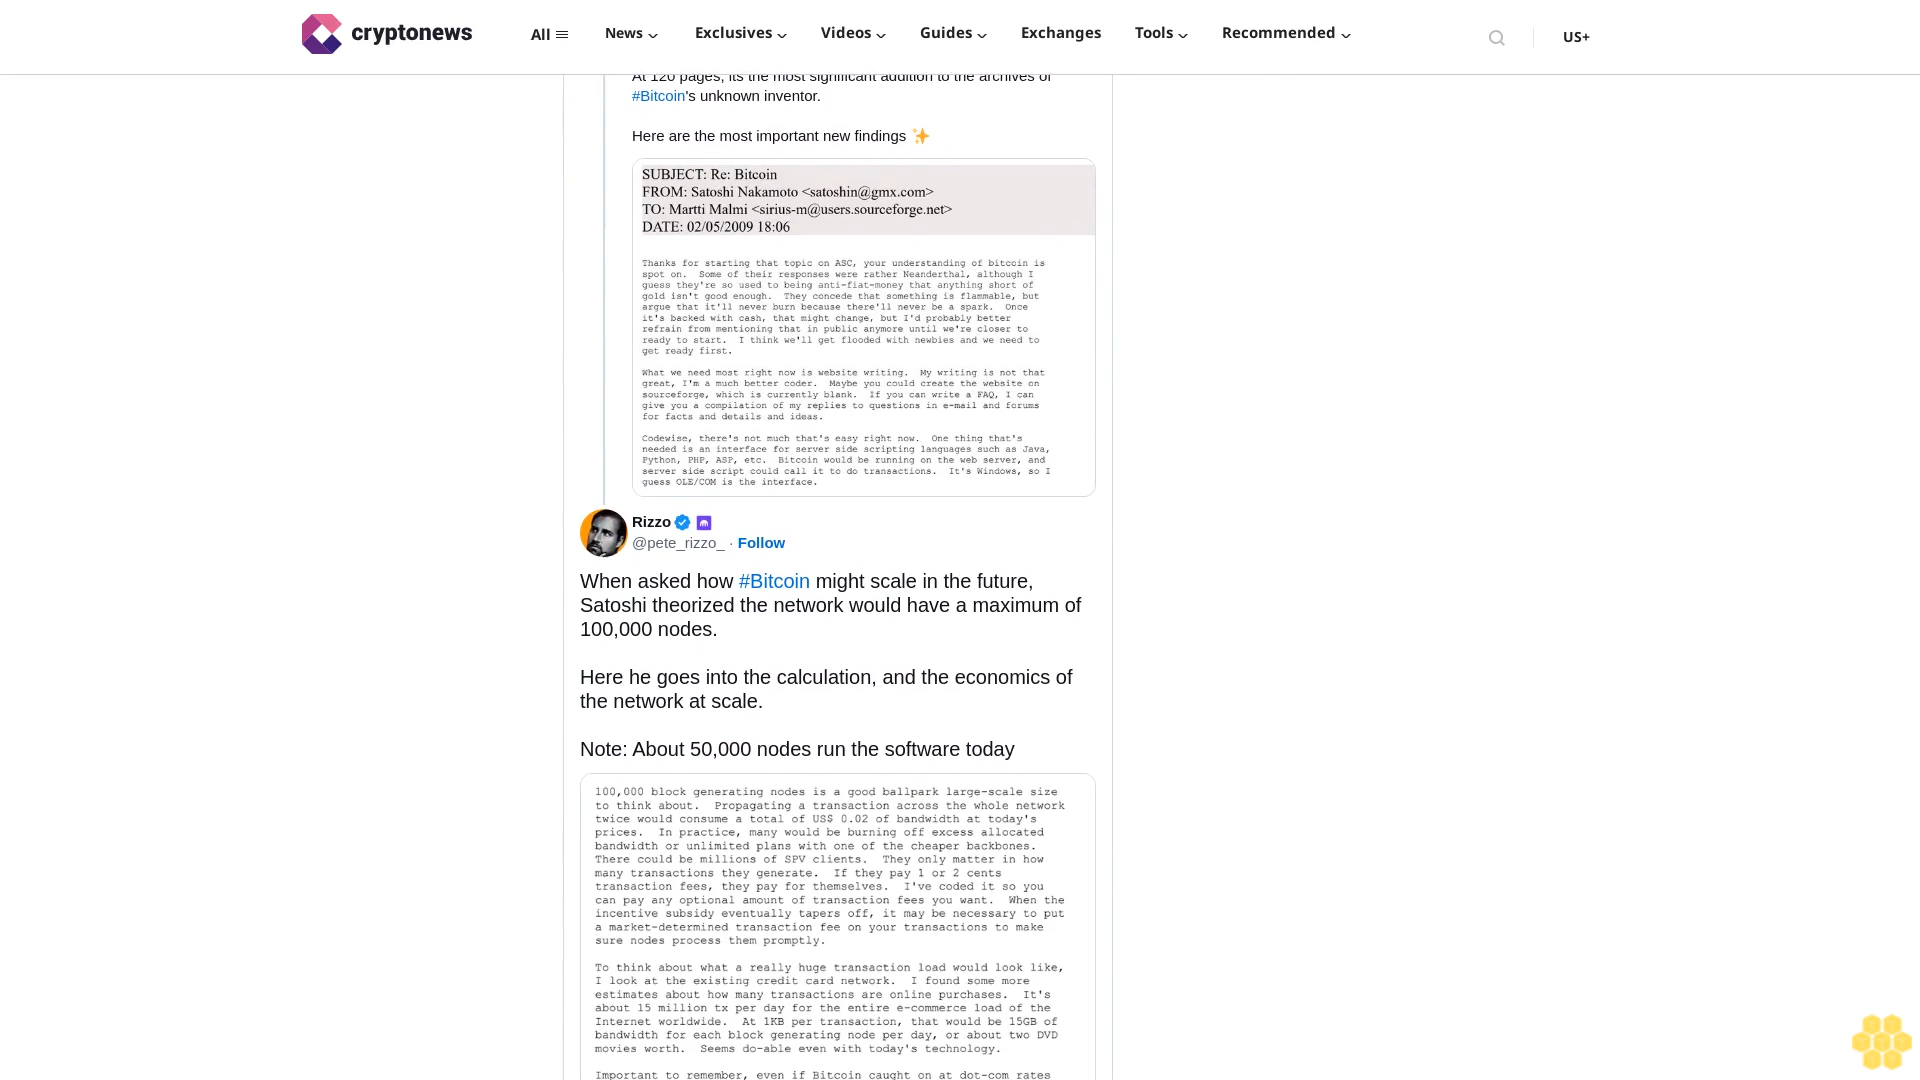 cryptonews
All
News
Exclusives
Videos
Guides
Exchanges
Tools
Recommended
US+
At 120 pages, its the most significant addition to the archives of
#Bitcoin's unknown inventor.
Here are the most important new findings ✨
SUBJECT: Re: Bitcoin
FROM: Satoshi Nakamoto <satoshin@gmx.com>
TO: Martti Malmi <sirius-m@users.sourceforge.net>
DATE: 02/05/2009 18:06
Thanks for starting that topic on ASC, your understanding of bitcoin is
spot on.  Some of their responses were rather Neanderthal, although I
guess they're so used to being anti-fiat-money that anything short of
gold isn't good enough.  They concede that something is flammable, but
argue that it'll never burn because there'll never be a spark.  Once
it's backed with cash, that might change, but I'd probably better
refrain from mentioning that in public anymore until we're closer to
ready to start.  I think we'll get flooded with newbies and we need to
get ready first.
What we need most right now is website writing.  My writing is not that
great, I'm a much better coder.  Maybe you could create the website on
sourceforge, which is currently blank.  If you can write a FAQ, I can
give you a compilation of my replies to questions in e-mail and forums
for facts and details and ideas.
Codewise, there's not much that's easy right now.  One thing that's
needed is an interface for server side scripting languages such as Java,
Python, PHP, ASP, etc.  Bitcoin would be running on the web server, and
server side script could call it to do transactions.  It's Windows, so I
guess OLE/COM is the interface.
Rizzo
@pete_rizzo_ · Follow
When asked how #Bitcoin might scale in the future,
Satoshi theorized the network would have a maximum of
100,000 nodes.
Here he goes into the calculation, and the economics of
the network at scale.
Note: About 50,000 nodes run the software today
100,000 block generating nodes is a good ballpark large-scale size
to think about.  Propagating a transaction across the whole network
twice would consume a total of US$ 0.02 of bandwidth at today's
prices.  In practice, many would be burning off excess allocated
bandwidth or unlimited plans with one of the cheaper backbones.
There could be millions of SPV clients.  They only matter in how
many transactions they generate.  If they pay 1 or 2 cents
transaction fees, they pay for themselves.  I've coded it so you
can pay any optional amount of transaction fees you want.  When the
incentive subsidy eventually tapers off, it may be necessary to put
a market-determined transaction fee on your transactions to make
sure nodes process them promptly.
To think about what a really huge transaction load would look like,
I look at the existing credit card network.  I found some more
estimates about how many transactions are online purchases.  It's
about 15 million tx per day for the entire e-commerce load of the
Internet worldwide.  At 1KB per transaction, that would be 15GB of
bandwidth for each block generating node per day, or about two DVD
movies worth.  Seems do-able even with today's technology.
Important to remember, even if Bitcoin caught on at dot-com rates